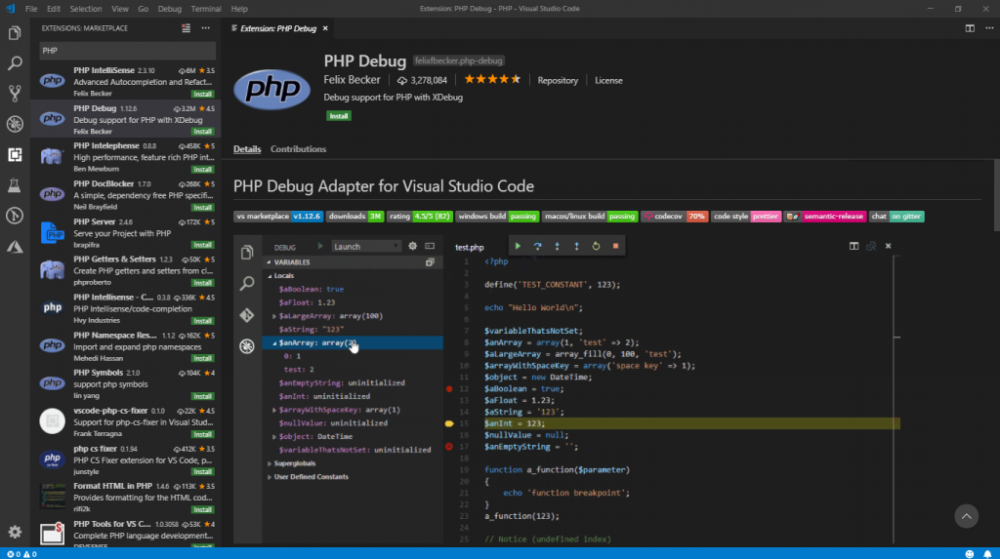 File Edit Selection View Go Debug Terminal Help
Extension: PHP Debug - PHP - Visual Studio Code
EXTENSIONS: MARKETPLACE
PHP
PHP IntelliSense 2.3.10 6M 3.5
Advanced Autocompletion and Refact...
Felix Becker Install
PHP Debug 1.12.6 3.2M 4.5
Debug support for PHP with XDebug
Felix Becker Install
PHP Intelephense 0.8.8 458K 5
High performance, feature rich PHP int...
Ben Mewburn Install
PHP DocBlocker 1.7.0 268K 5
A simple, dependency free PHP specifi...
Neil Brayfield Install
PHP Server 2.4.6 172K 5
Serve your Project with PHP
brapifra Install
PHP Getters & Setters 1.2.3 50K 5
Create PHP getters and setters from cl...
phproberto Install
PHP Intellisense - C... 0.3.8 336K 4.5
PHP Intellisense/code-completion
Hvy Industries Install
PHP Namespace Res... 1.1.2 162K 5
Import and expand php namespaces
Mehedi Hassan Install
PHP Symbols 2.1.0 104K 4
support php symbols
lin yang Install
vscode-php-cs-fixer 0.1.0 22K 4.5
Support for php-cs-fixer in Visual Stud...
Frank Terragna Install
php cs fixer 0.1.94 412K 3.5
PHP CS Fixer extension for VS Code, p...
junstyle Install
Format HTML in PHP 1.4.6 113K 3.5
Provides formatting for the HTML code...
rifi2k Install
PHP Tools for VS C... 1.0.3058 53K 4
Complete PHP language development...
DEVSENSE
0 0
Extension: PHP Debug
php
PHP Debug felixfbecker.php-debug
Felix Becker 3,278,084 Repository License
Debug support for PHP with XDebug
Install
Details Contributions
PHP Debug Adapter for Visual Studio Code
vs marketplace v1.12.6 downloads 3M rating 4.5/5 (82) windows build passing macos/linux build passing codecov 70% code style prettier semantic-release chat on gitter
DEBUG Launch
VARIABLES
Locals
$aBoolean: true
$aFloat: 1.23
$aLargeArray: array(100)
$aString: "123"
$anArray: array(2)
0: 1
test: 2
$anEmptyString: uninitialized
$anInt: uninitialized
$arrayWithSpaceKey: array(1)
$nullValue: uninitialized
$object: DateTime
$variableThatsNotSet: uninitialized
Superglobals
User Defined Constants
test.php
1 <?php
2
3 define('TEST_CONSTANT', 123);
4
5 echo "Hello World\n";
6
7 $variableThatsNotSet;
8 $anArray = array(1, 'test' => 2);
9 $aLargeArray = array_fill(0, 100, 'test');
10 $arrayWithSpaceKey = array('space key' => 1);
11 $object = new DateTime;
12 $aBoolean = true;
13 $aFloat = 1.23;
14 $aString = '123';
15 $anInt = 123;
16 $nullValue = null;
17 $anEmptyString = '';
18
19 function a_function($parameter)
20 {
21 echo 'function breakpoint';
22 }
23 a_function(123);
24
25 // Notice (undefined index)